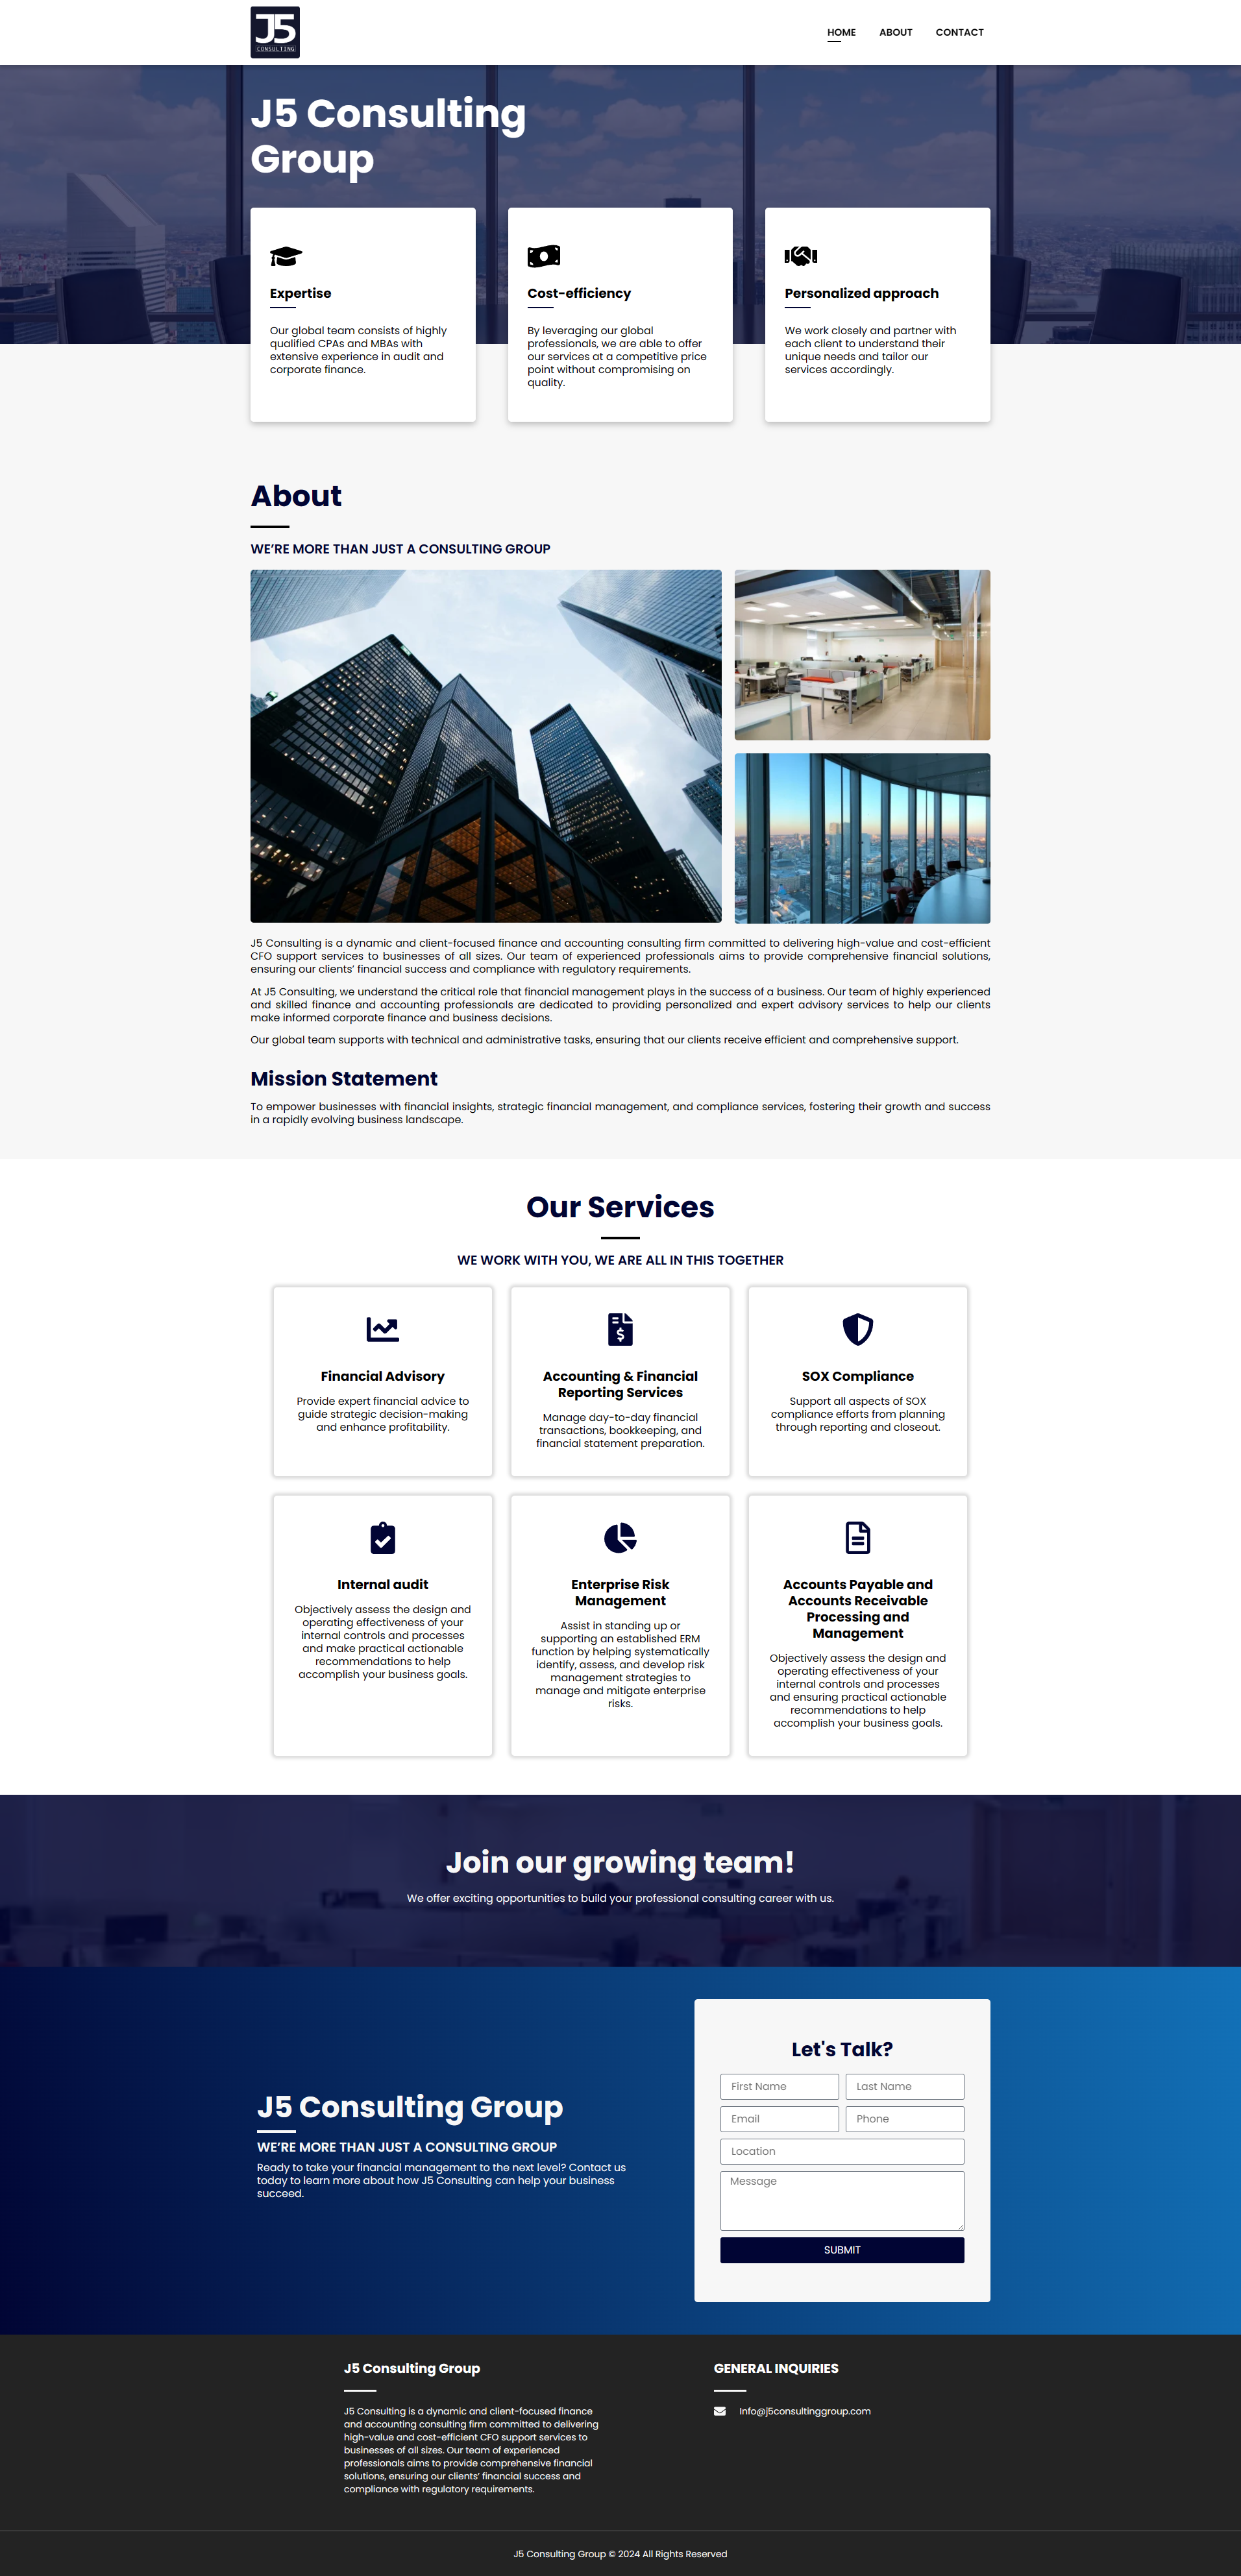 J5
CONSULTING
HOME
ABOUT
CONTACT
J5 Consulting
Group
Expertise
Our global team consists of highly
qualified CPAs and MBAs with
extensive experience in audit and
corporate finance.
Cost-efficiency
By leveraging our global
professionals, we are able to offer
our services at a competitive price
point without compromising on
quality.
Personalized approach
We work closely and partner with
each client to understand their
unique needs and tailor our
services accordingly.
About
WE’RE MORE THAN JUST A CONSULTING GROUP
J5 Consulting is a dynamic and client-focused finance and accounting consulting firm committed to delivering high-value and cost-efficient
CFO support services to businesses of all sizes. Our team of experienced professionals aims to provide comprehensive financial solutions,
ensuring our clients’ financial success and compliance with regulatory requirements.
At J5 Consulting, we understand the critical role that financial management plays in the success of a business. Our team of highly experienced
and skilled finance and accounting professionals are dedicated to providing personalized and expert advisory services to help our clients
make informed corporate finance and business decisions.
Our global team supports with technical and administrative tasks, ensuring that our clients receive efficient and comprehensive support.
Mission Statement
To empower businesses with financial insights, strategic financial management, and compliance services, fostering their growth and success
in a rapidly evolving business landscape.
Our Services
WE WORK WITH YOU, WE ARE ALL IN THIS TOGETHER
Financial Advisory
Provide expert financial advice to
guide strategic decision-making
and enhance profitability.
Accounting & Financial
Reporting Services
Manage day-to-day financial
transactions, bookkeeping, and
financial statement preparation.
SOX Compliance
Support all aspects of SOX
compliance efforts from planning
through reporting and closeout.
Internal audit
Objectively assess the design and
operating effectiveness of your
internal controls and processes
and make practical actionable
recommendations to help
accomplish your business goals.
Enterprise Risk
Management
Assist in standing up or
supporting an established ERM
function by helping systematically
identify, assess, and develop risk
management strategies to
manage and mitigate enterprise
risks.
Accounts Payable and
Accounts Receivable
Processing and
Management
Objectively assess the design and
operating effectiveness of your
internal controls and processes
and ensuring practical actionable
recommendations to help
accomplish your business goals.
Join our growing team!
We offer exciting opportunities to build your professional consulting career with us.
J5 Consulting Group
WE’RE MORE THAN JUST A CONSULTING GROUP
Ready to take your financial management to the next level? Contact us
today to learn more about how J5 Consulting can help your business
succeed.
Let's Talk?
First Name
Last Name
Email
Phone
Location
Message
SUBMIT
J5 Consulting Group
J5 Consulting is a dynamic and client-focused finance
and accounting consulting firm committed to delivering
high-value and cost-efficient CFO support services to
businesses of all sizes. Our team of experienced
professionals aims to provide comprehensive financial
solutions, ensuring our clients’ financial success and
compliance with regulatory requirements.
GENERAL INQUIRIES
Info@j5consultinggroup.com
J5 Consulting Group © 2024 All Rights Reserved